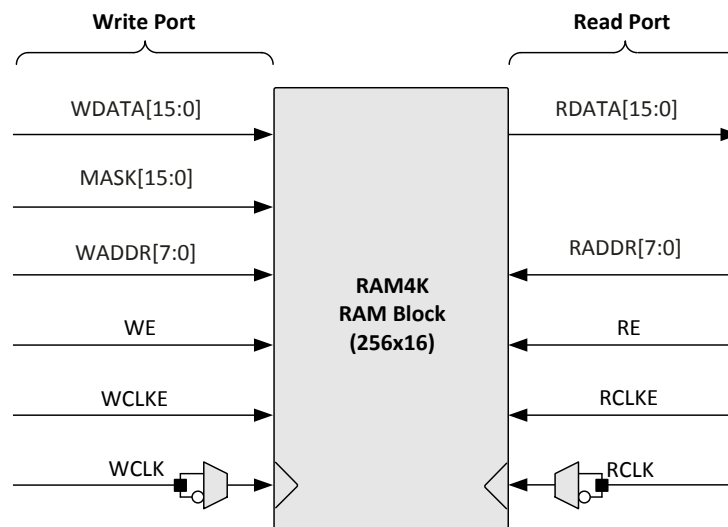 Write Port
Read Port
WDATA[15:0]
RDATA[15:0]
MASK[15:0]
WADDR[7:0]
RADDR[7:0]
RAM4K
RAM Block
(256x16)
WE
RE
WCLKE
RCLKE
WCLK
RCLK